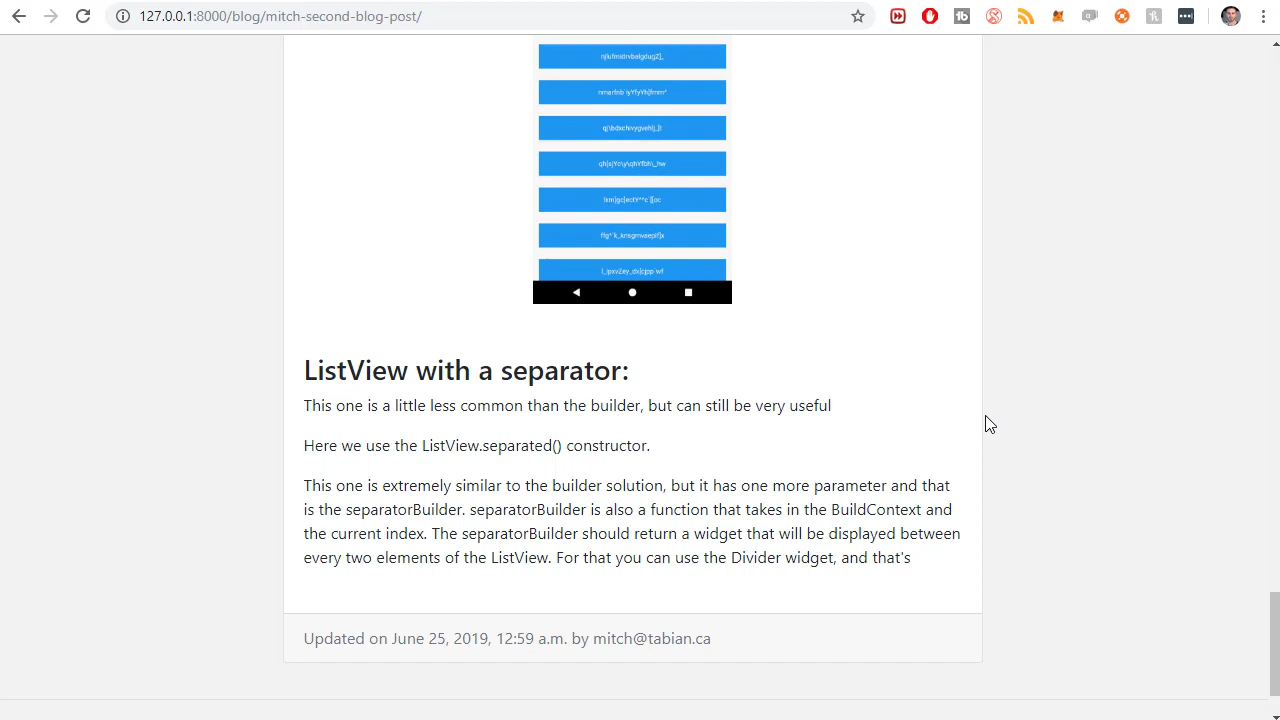 127.0.0.1:8000/blog/mitch-second-blog-post/
ListView with a separator:
This one is a little less common than the builder, but can still be very useful
Here we use the ListView.separated() constructor.
This one is extremely similar to the builder solution, but it has one more parameter and that
is the separatorBuilder. separatorBuilder is also a function that takes in the BuildContext and
the current index. The separatorBuilder should return a widget that will be displayed between
every two elements of the ListView. For that you can use the Divider widget, and that's
Updated on June 25, 2019, 12:59 a.m. by mitch@tabian.ca